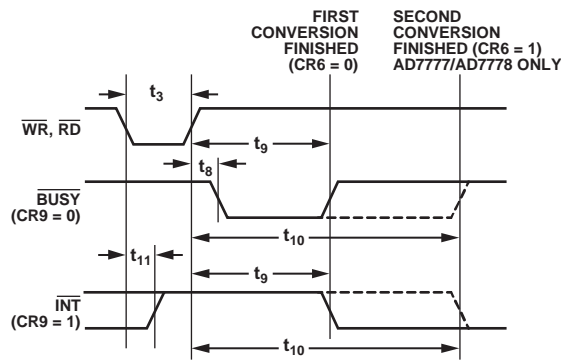 FIRST
CONVERSION
FINISHED
(CR6 = 0)
SECOND
CONVERSION
FINISHED (CR6 = 1)
AD7777/AD7778 ONLY
t3
WR, RD
t9
t8
BUSY
(CR9 = 0)
t10
t11
t9
INT
(CR9 = 1)
t10